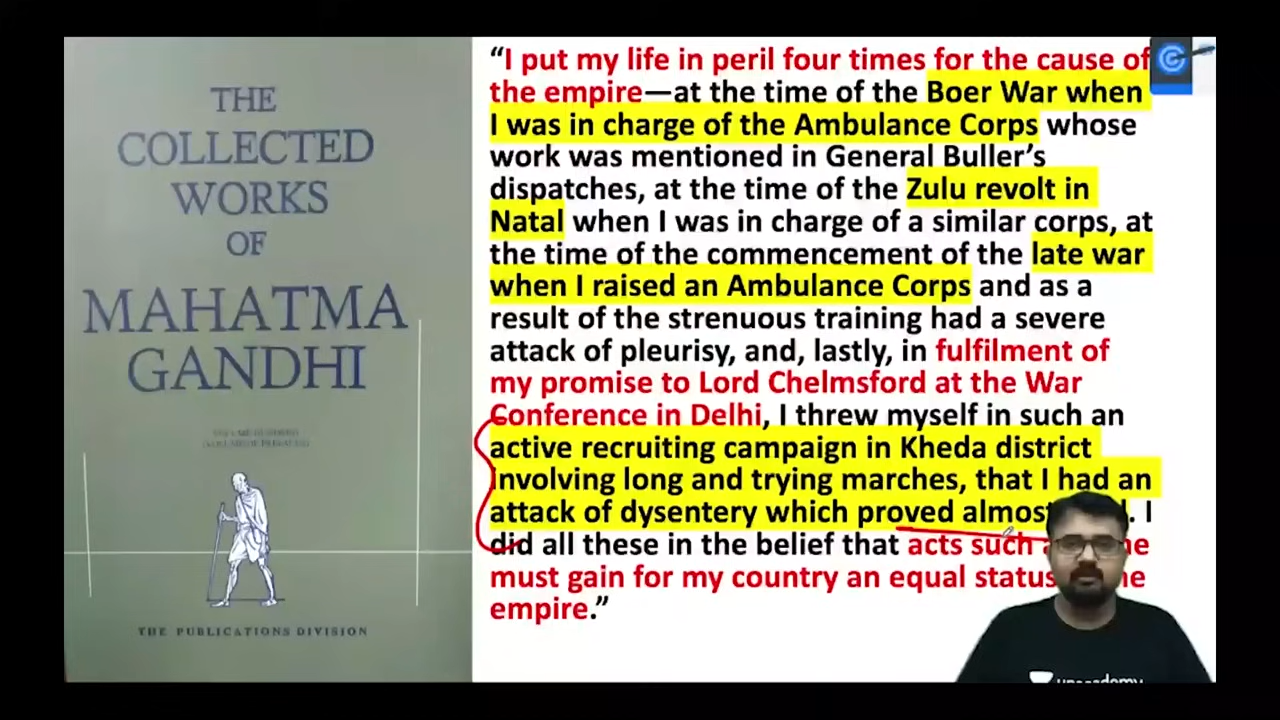 THE
COLLECTED
WORKS
OF
MAHATMA
GANDHI
THE PUBLICATIONS DIVISION
“I put my life in peril four times for the cause of
the empire—at the time of the Boer War when
I was in charge of the Ambulance Corps whose
work was mentioned in General Buller’s
dispatches, at the time of the Zulu revolt in
Natal when I was in charge of a similar corps, at
the time of the commencement of the late war
when I raised an Ambulance Corps and as a
result of the strenuous training had a severe
attack of pleurisy, and, lastly, in fulfilment of
my promise to Lord Chelmsford at the War
Conference in Delhi, I threw myself in such an
active recruiting campaign in Kheda district
involving long and trying marches, that I had an
attack of dysentery which proved almost . I
did all these in the belief that acts such
must gain for my country an equal status
empire.”
unacademy